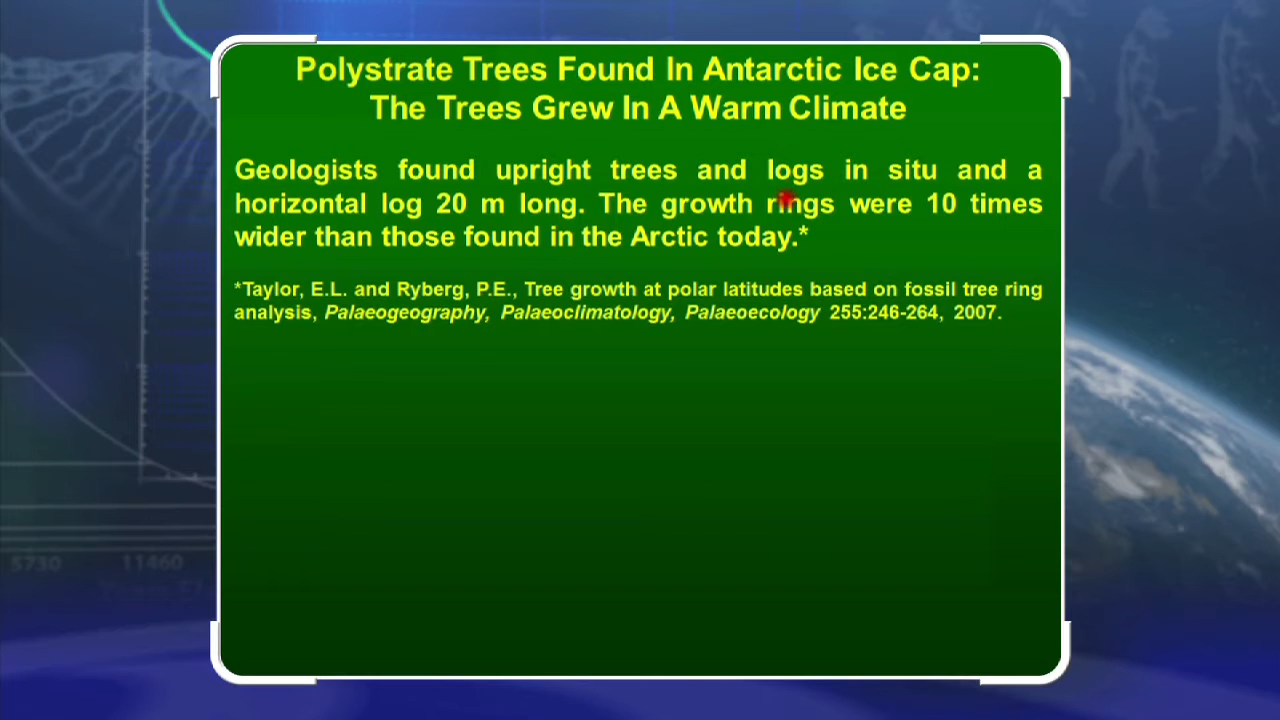 Polystrate Trees Found In Antarctic Ice Cap:
The Trees Grew In A Warm Climate
Geologists found upright trees and logs in situ and a
horizontal log 20 m long. The growth rings were 10 times
wider than those found in the Arctic today.*
*Taylor, E.L. and Ryberg, P.E., Tree growth at polar latitudes based on fossil tree ring
analysis, Palaeogeography, Palaeoclimatology, Palaeoecology 255:246-264, 2007.
5730 11460